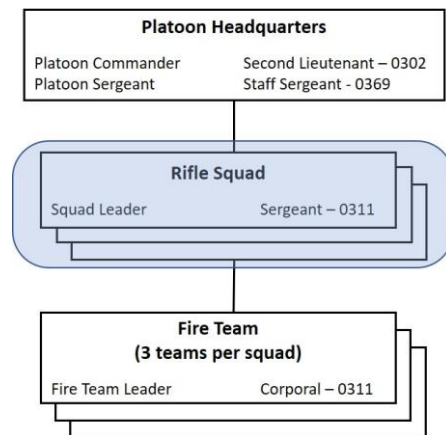 Platoon Headquarters
Platoon Commander Second Lieutenant – 0302
Platoon Sergeant Staff Sergeant - 0369
Rifle Squad
Squad Leader Sergeant – 0311
Fire Team
(3 teams per squad)
Fire Team Leader Corporal – 0311